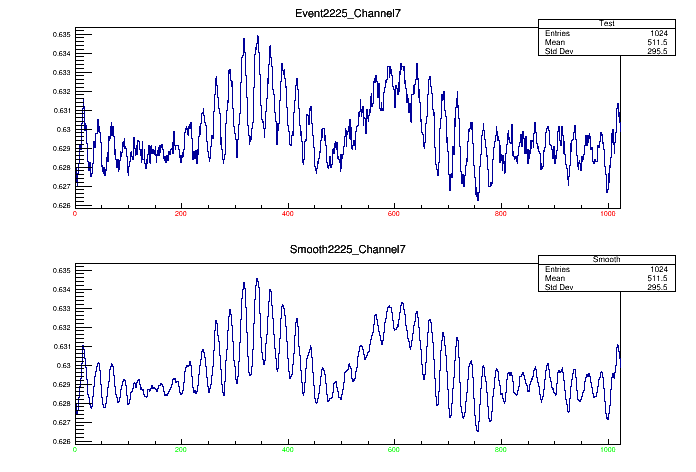 Event2225_Channel7
Test
Entries 1024
Mean 511.5
Std Dev 295.5
0.635
0.634
0.633
0.632
0.631
0.63
0.629
0.628
0.627
0.626
0 200 400 600 800 1000
Smooth2225_Channel7
Smooth
Entries 1024
Mean 511.5
Std Dev 295.5
0.635
0.634
0.633
0.632
0.631
0.63
0.629
0.628
0.627
0.626
0 200 400 600 800 1000